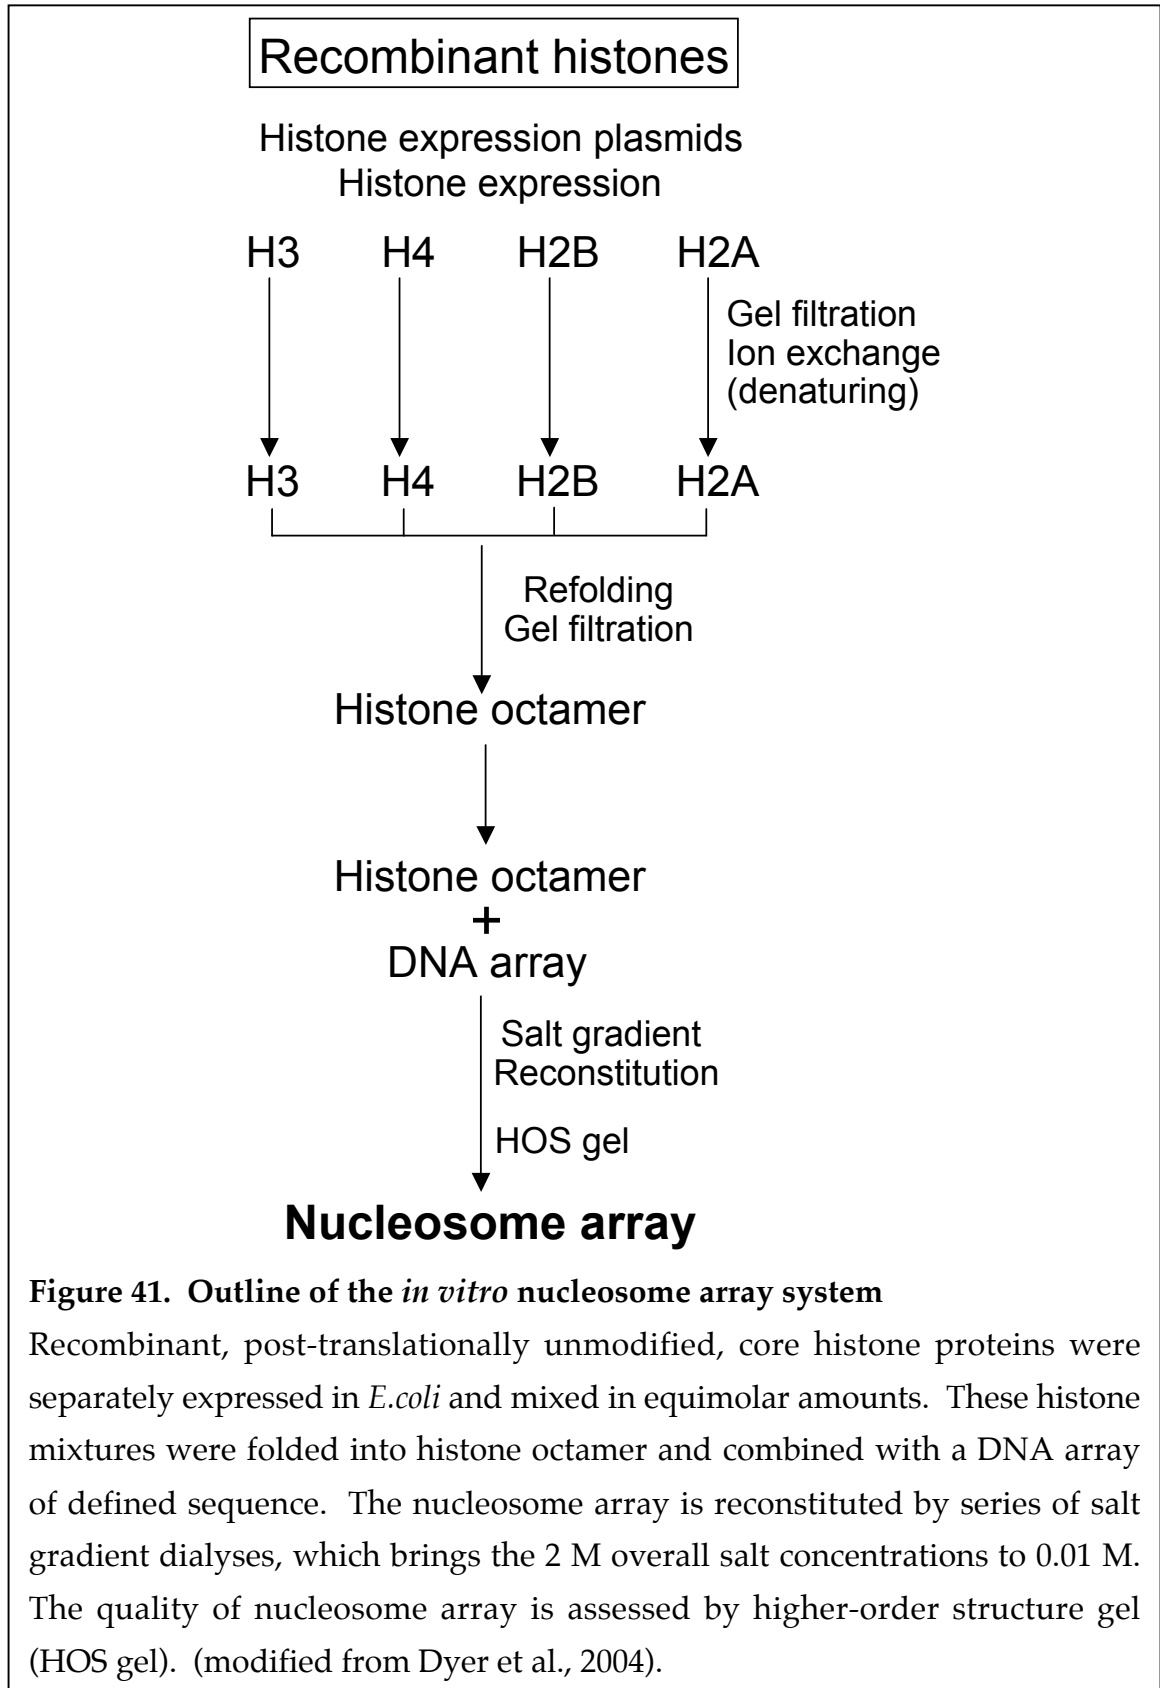 Recombinant histones
Histone expression plasmids
Histone expression
H3 H4 H2B H2A
Gel filtration
Ion exchange
(denaturing)
H3 H4 H2B H2A
Refolding
Gel filtration
Histone octamer
Histone octamer
+
DNA array
Salt gradient
Reconstitution
HOS gel
Nucleosome array
Figure 41. Outline of the in vitro nucleosome array system
Recombinant, post-translationally unmodified, core histone proteins were
separately expressed in E.coli and mixed in equimolar amounts. These histone
mixtures were folded into histone octamer and combined with a DNA array
of defined sequence. The nucleosome array is reconstituted by series of salt
gradient dialyses, which brings the 2 M overall salt concentrations to 0.01 M.
The quality of nucleosome array is assessed by higher-order structure gel
(HOS gel). (modified from Dyer et al., 2004).